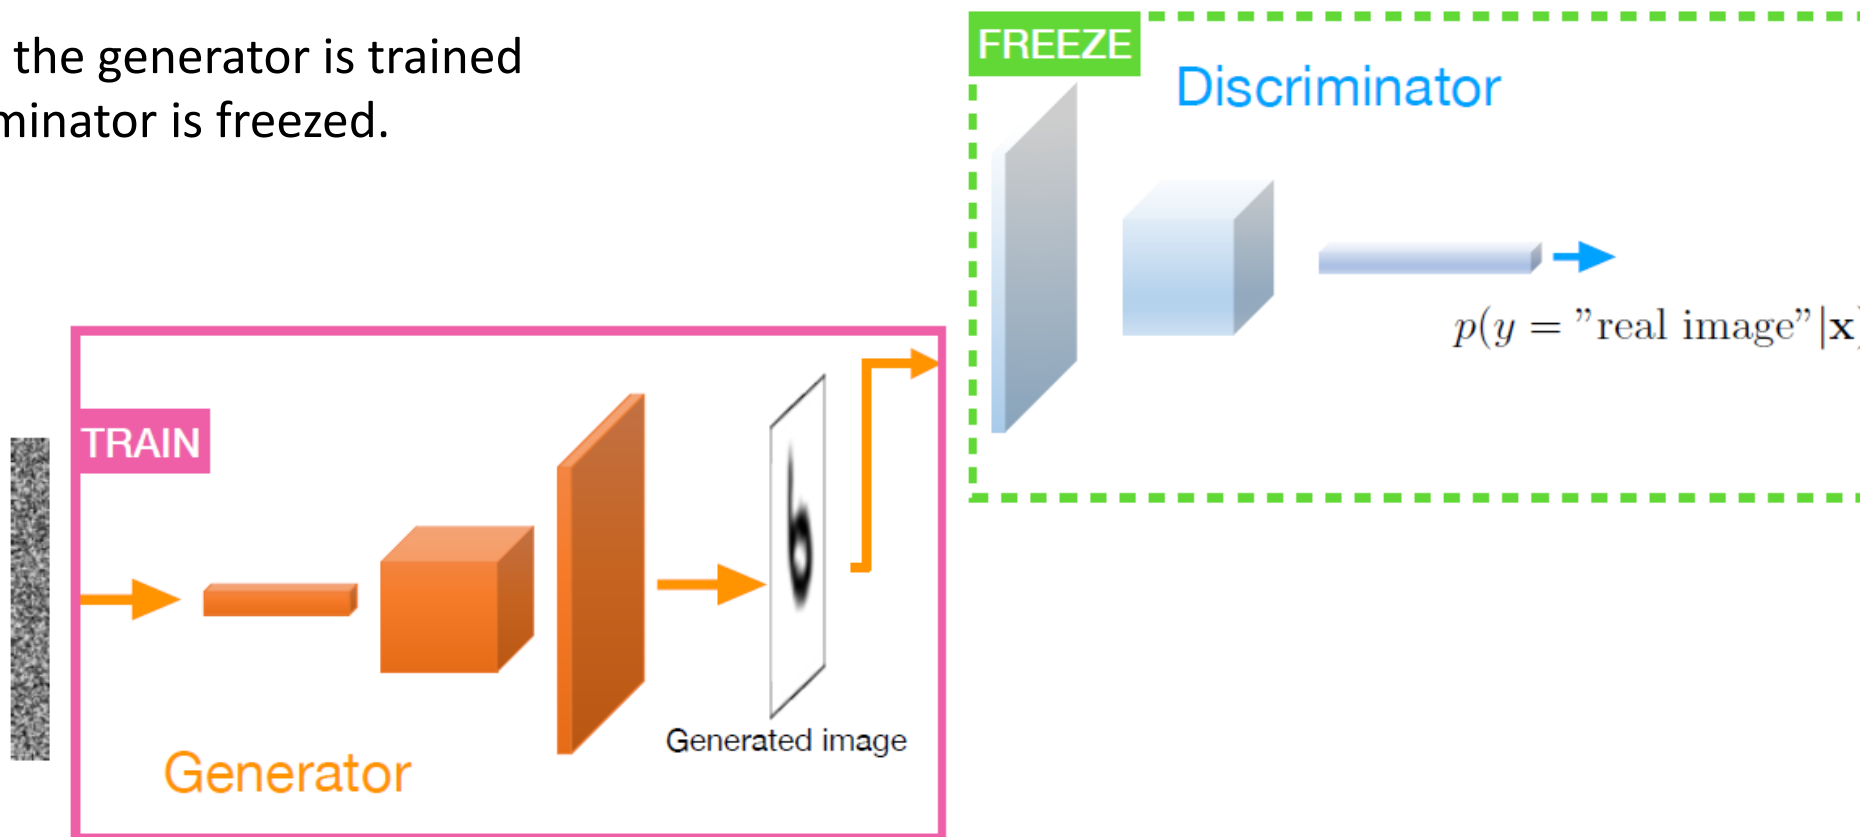 the generator is trained
minator is freezed.
FREEZE
Discriminator
p(y = ”real image”|x)
TRAIN
Generated image
Generator